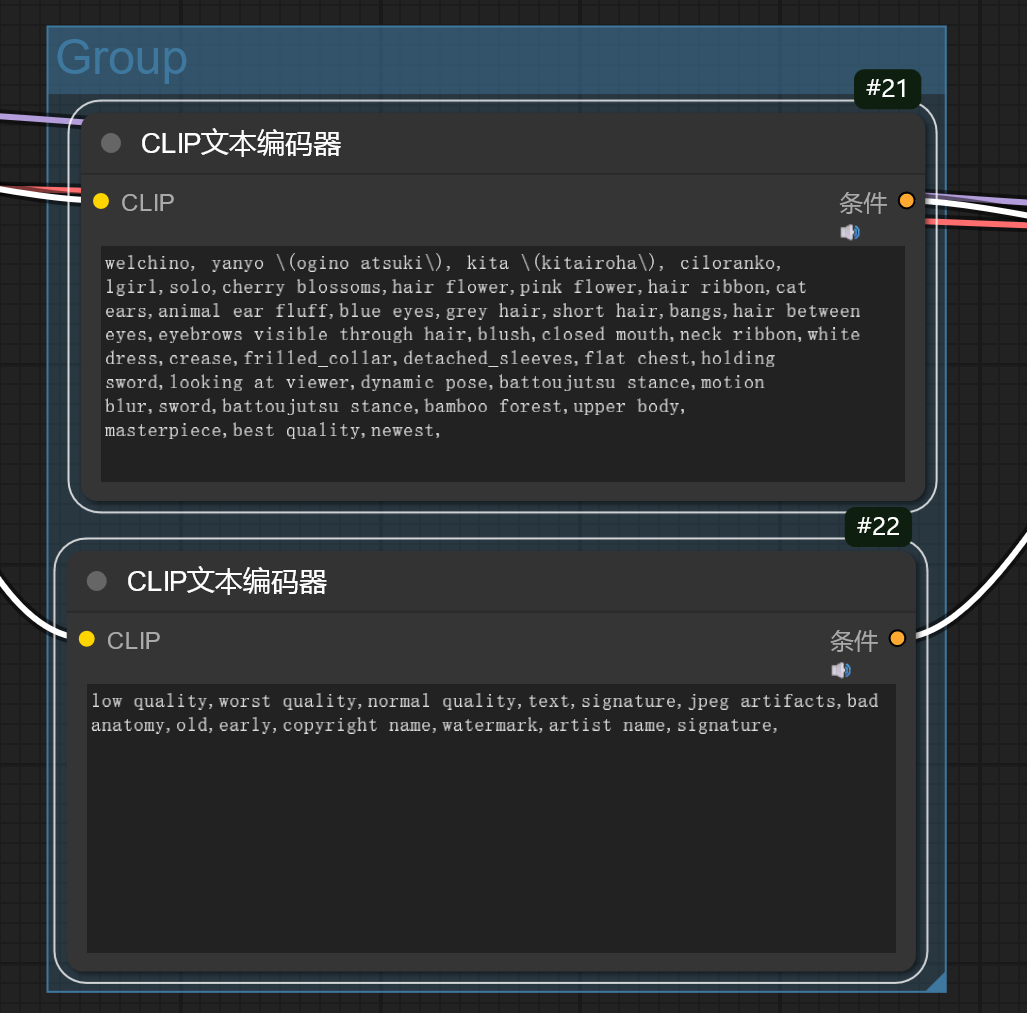 Group
#21
CLIP文本编码器
CLIP
条件
welchino, yanyo \(ogino atsuki\), kita \(kitairoha\), ciloranko,
1girl,solo,cherry blossoms,hair flower,pink flower,hair ribbon,cat
ears,animal ear fluff,blue eyes,grey hair,short hair,bangs,hair between
eyes,eyebrows visible through hair,blush,closed mouth,neck ribbon,white
dress,crease,frilled_collar,detached_sleeves,flat chest,holding
sword,looking at viewer,dynamic pose,battoujutsu stance,motion
blur,sword,battoujutsu stance,bamboo forest,upper body,
masterpiece,best quality,newest,
#22
CLIP文本编码器
CLIP
条件
low quality,worst quality,normal quality,text,signature,jpeg artifacts,bad
anatomy,old,early,copyright name,watermark,artist name,signature,